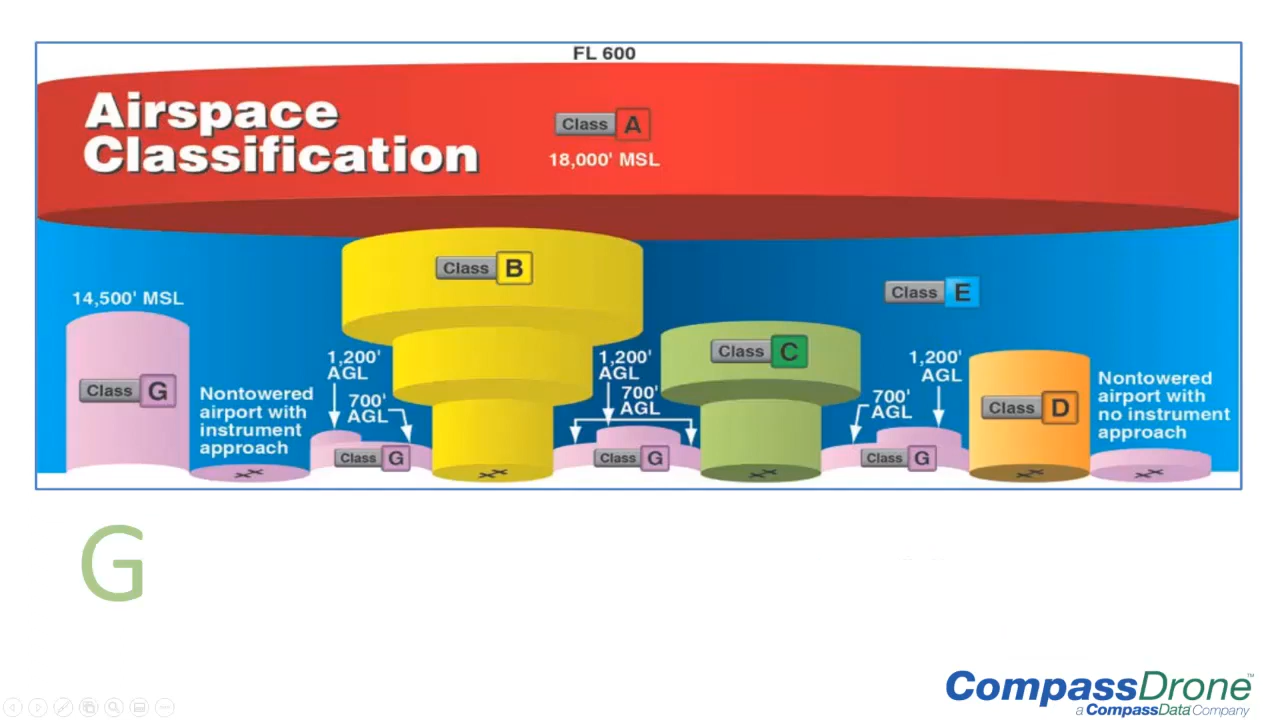 FL 600
Airspace
Classification
Class A
18,000' MSL
Class B
Class E
14,500' MSL
Class C
1,200'
AGL
1,200'
AGL
1,200'
AGL
Class G
Nontowered
airport with
instrument
approach
700'
AGL
700'
AGL
700'
AGL
Class D
Nontowered
airport with
no instrument
approach
Class G
Class G
Class G
G
CompassDrone™
a CompassData Company